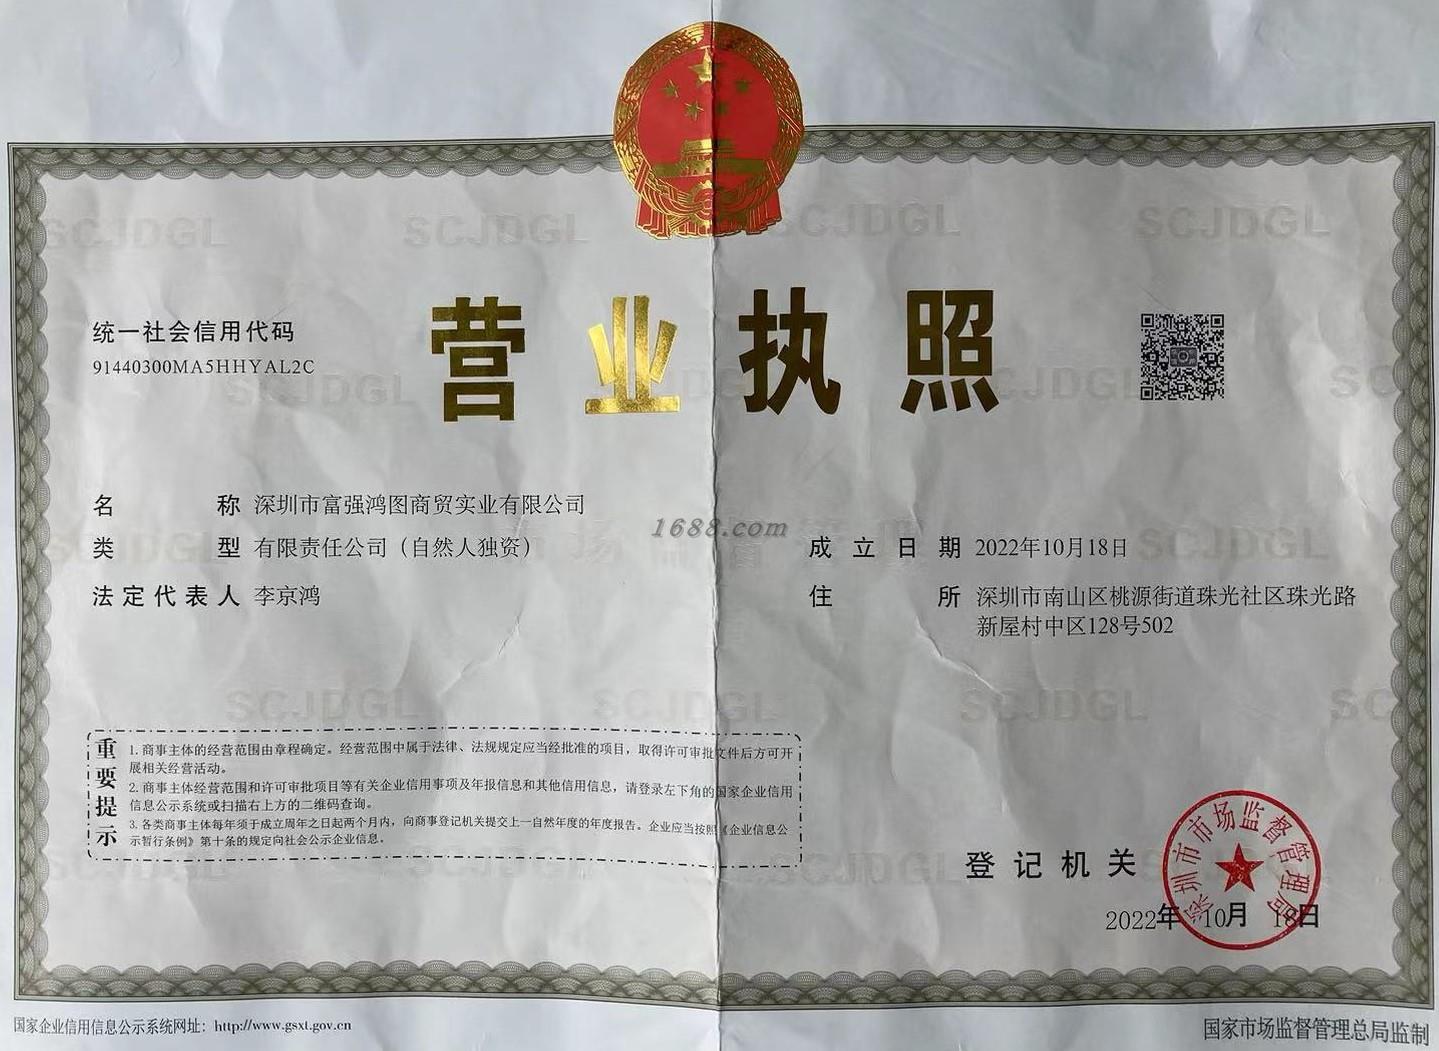 统一社会信用代码
91440300MA5HHYAL2C
营业执照
名称 深圳市富强鸿图商贸实业有限公司
类型 有限责任公司（自然人独资）
法定代表人 李京鸿
1688.com
成立日期 2022年10月18日
住所 深圳市南山区桃源街道珠光社区珠光路
新屋村中区128号502
重要提示
1. 商事主体的经营范围由章程确定。经营范围中属于法律、法规规定应当经批准的项目，取得许可审批文件后方可开
展相关经营活动。
2. 商事主体经营范围和许可审批项目等有关企业信用事项及年报信息和其他信用信息，请登录左下角的国家企业信用
信息公示系统或扫描右上方的二维码查询。
3. 各类商事主体每年须于成立周年之日起两个月内，向商事登记机关提交上一自然年度的年度报告。企业应当按照《企业信息公
示暂行条例》第十条的规定向社会公示企业信息。
登记机关
深圳市市场监督管理局
2022年10月18日
国家企业信用信息公示系统网址：http://www.gsxt.gov.cn
国家市场监督管理总局监制
SCJDGL